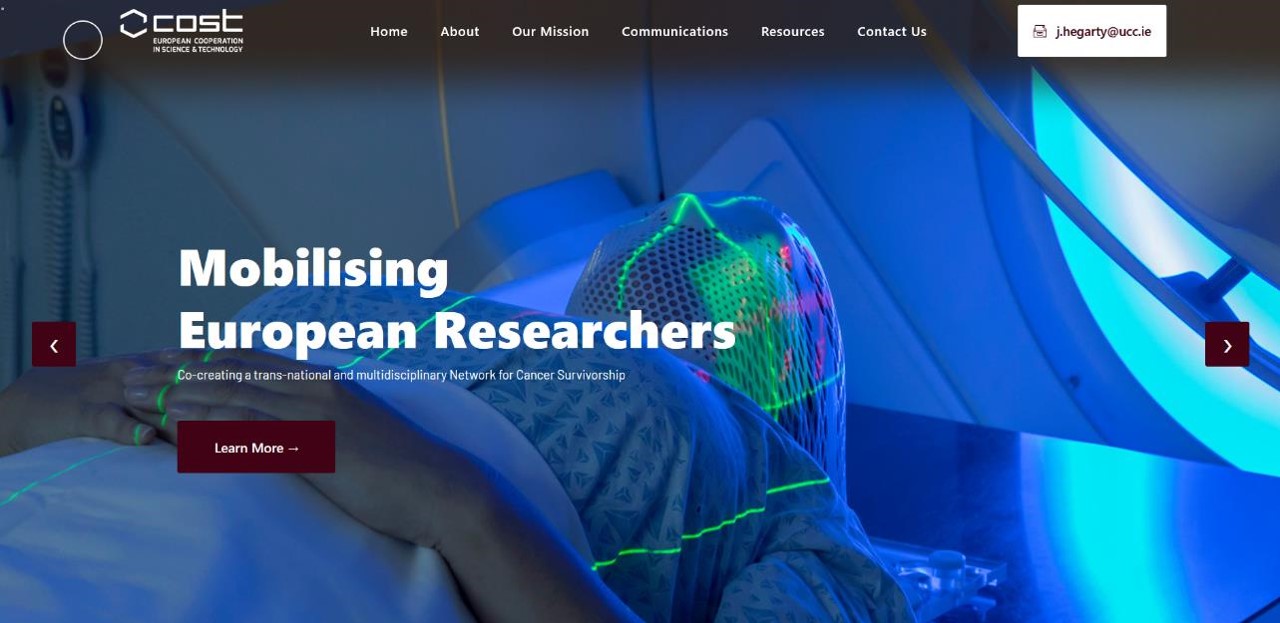 cost
EUROPEAN COOPERATION
IN SCIENCE & TECHNOLOGY
Home
About
Our Mission
Communications
Resources
Contact Us
j.hegarty@ucc.ie
Mobilising
European Researchers
Co-creating a trans-national and multidisciplinary Network for Cancer Survivorship
Learn More →